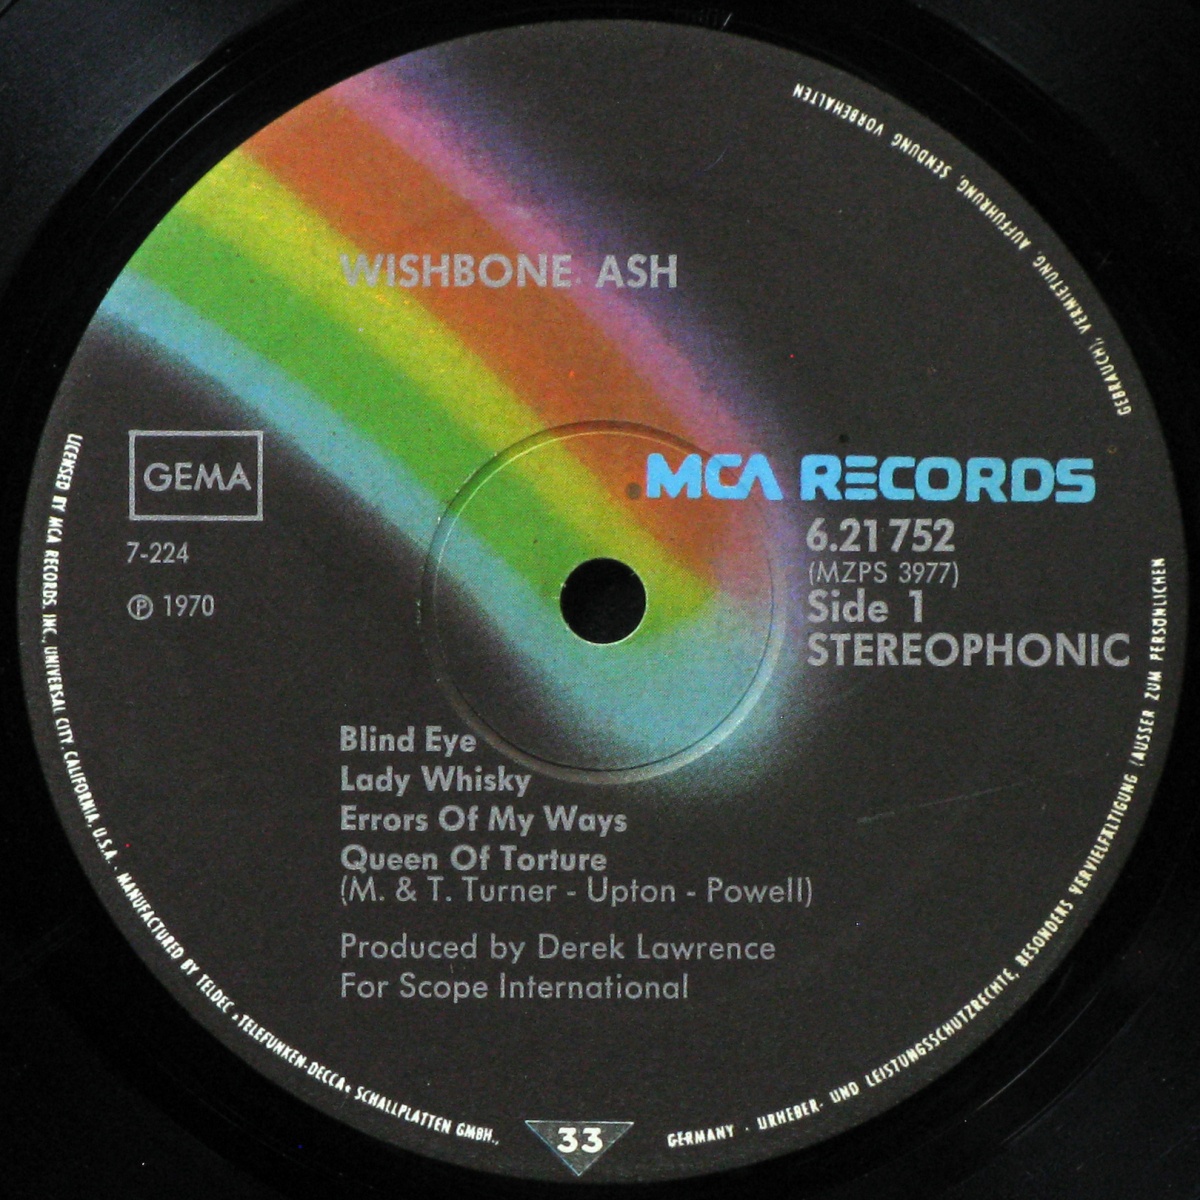 WISHBONE ASH
MCA RECORDS
GEMA
7-224
Ⓟ 1970
6.21752
(MZPS 3977)
Side 1
STEREOPHONIC
Blind Eye
Lady Whisky
Errors Of My Ways
Queen Of Torture
(M. & T. Turner - Upton - Powell)
Produced by Derek Lawrence
For Scope International
LICENSED BY MCA RECORDS, INC., UNIVERSAL CITY, CALIFORNIA, U.S.A. · MANUFACTURED BY TELDEC »TELEFUNKEN-DECCA« SCHALLPLATTEN GMBH.,
33
GERMANY · URHEBER- UND LEISTUNGSSCHUTZRECHTE, BESONDERS VERVIELFÄLTIGUNG (AUSSER ZUM PERSÖNLICHEN
GEBRAUCH), VERMIETUNG, AUFFÜHRUNG, SENDUNG VORBEHALTEN